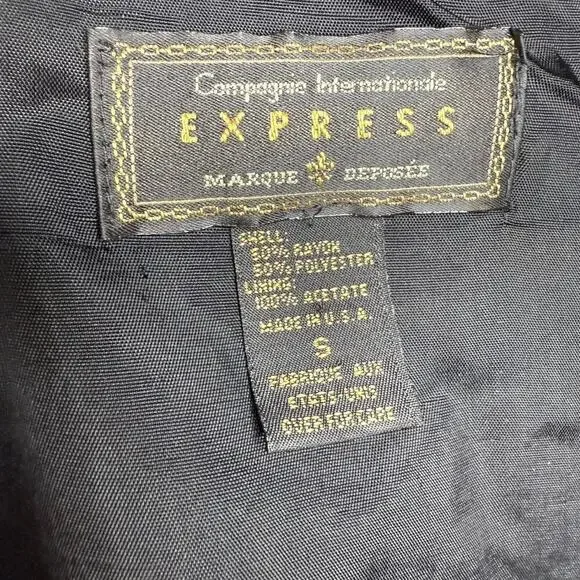 Compagnie Internationale
EXPRESS
MARQUE DEPOSÉE
SHELL:
50% RAYON
50% POLYESTER
LINING:
100% ACETATE
MADE IN U.S.A.
S
FABRIQUE AUX
ETATS-UNIS
OVER FOR CARE